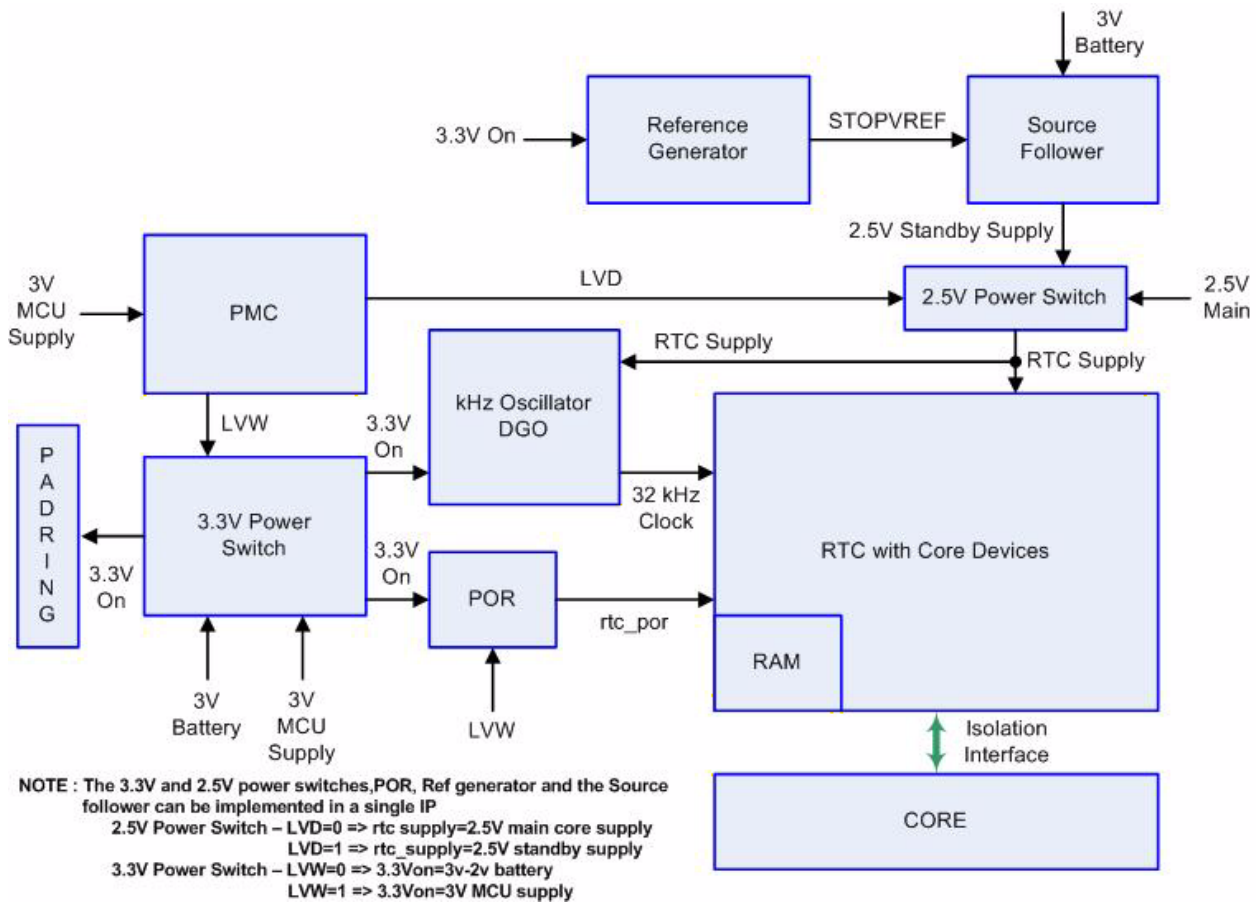 3V
Battery
3.3V On
Reference
Generator
STOPVREF
Source
Follower
2.5V Standby Supply
3V
MCU
Supply
PMC
LVD
2.5V Power Switch
2.5V
Main
RTC Supply
RTC Supply
LVW
3.3V
On
kHz Oscillator
DGO
32 kHz
Clock
P
A
D
R
I
N
G
3.3V
On
3.3V Power
Switch
3.3V
On
POR
rtc_por
LVW
RTC with Core Devices
RAM
3V
Battery
3V
MCU
Supply
Isolation
Interface
CORE
NOTE : The 3.3V and 2.5V power switches,POR, Ref generator and the Source
follower can be implemented in a single IP
2.5V Power Switch – LVD=0 => rtc supply=2.5V main core supply
LVD=1 => rtc_supply=2.5V standby supply
3.3V Power Switch – LVW=0 => 3.3Von=3v-2v battery
LVW=1 => 3.3Von=3V MCU supply